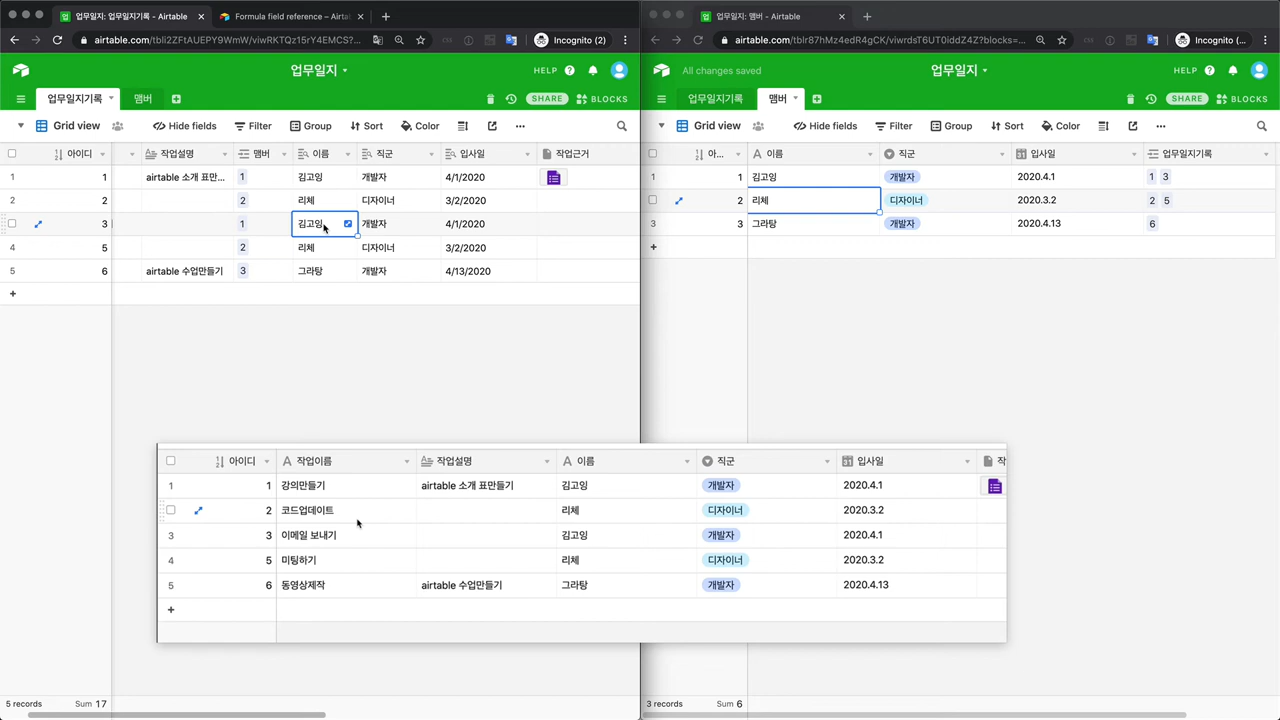 업무일지: 업무일지기록 - Airtable
Formula field reference – Airta
업무일지: 맴버 - Airtable
airtable.com/tbli2ZFtAUEPY9WmW/viwRKTQz15rY4EMCS?...
Incognito (2)
airtable.com/tblr87hMz4edR4gCK/viwrdsT6UT0iddZ4Z?blocks=...
Incognito (...
업무일지
HELP
All changes saved
업무일지
HELP
업무일지기록
맴버
SHARE
BLOCKS
업무일지기록
맴버
SHARE
BLOCKS
Grid view
Hide fields
Filter
Group
Sort
Color
Grid view
Hide fields
Filter
Group
Sort
Color
아이디 작업설명 맴버 이름 직군 입사일 작업근거
1 1 airtable 소개 표만... 1 김고잉 개발자 4/1/2020
2 2 2 리체 디자이너 3/2/2020
3 1 김고잉 개발자 4/1/2020
4 5 2 리체 디자이너 3/2/2020
5 6 airtable 수업만들기 3 그라탕 개발자 4/13/2020
아... 이름 직군 입사일 업무일지기록
1 1 김고잉 개발자 2020.4.1 1 3
2 리체 디자이너 2020.3.2 2 5
3 3 그라탕 개발자 2020.4.13 6
아이디 작업이름 작업설명 이름 직군 입사일 작
1 1 강의만들기 airtable 소개 표만들기 김고잉 개발자 2020.4.1
2 코드업데이트 리체 디자이너 2020.3.2
3 3 이메일 보내기 김고잉 개발자 2020.4.1
4 5 미팅하기 리체 디자이너 2020.3.2
5 6 동영상제작 airtable 수업만들기 그라탕 개발자 2020.4.13
5 records Sum 17
3 records Sum 6